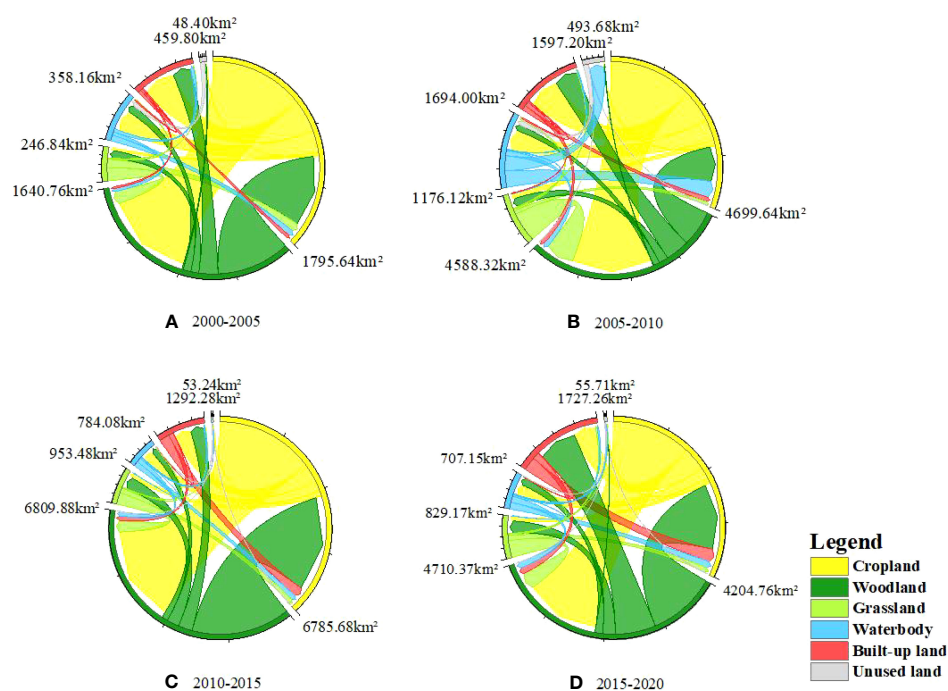 48.40km²
459.80km²
358.16km²
246.84km²
1640.76km²
1795.64km²
A 2000-2005
493.68km²
1597.20km²
1694.00km²
1176.12km²
4588.32km²
4699.64km²
B 2005-2010
53.24km²
1292.28km²
784.08km²
953.48km²
6809.88km²
6785.68km²
C 2010-2015
55.71km²
1727.26km²
707.15km²
829.17km²
4710.37km²
4204.76km²
D 2015-2020
Legend
Cropland
Woodland
Grassland
Waterbody
Built-up land
Unused land